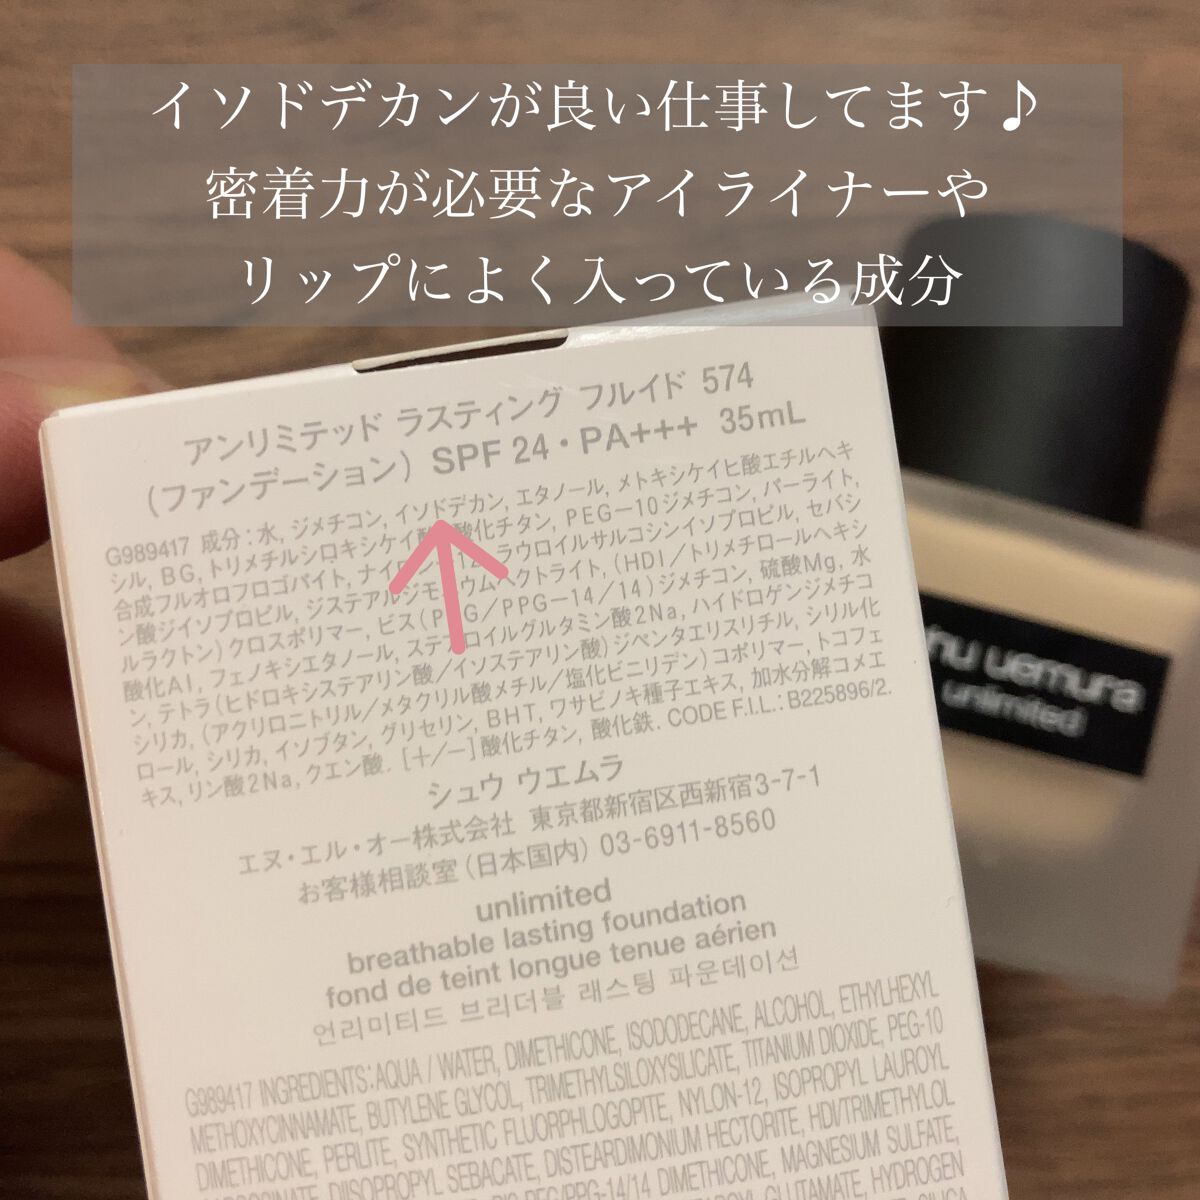 イソドデカンが良い仕事してます♪
密着力が必要なアイライナーや
リップによく入っている成分
アンリミテッド ラスティング フルイド 574
(ファンデーション) SPF 24・PA+++ 35mL
G989417 成分:水, ジメチコン, イソドデカン, エタノール, メトキシケイヒ酸エチルヘキ
シル, BG, トリメチルシロキシケイ酸, 酸化チタン, PEG-10ジメチコン, パーライト,
合成フルオロフロゴパイト, ナイロン-12, ラウロイルサルコシンイソプロピル, セバシ
ン酸ジイソプロピル, ジステアルジモニウムヘクトライト, (HDI/トリメチロールヘキシ
ルラクトン)クロスポリマー, ビス(PEG/PPG-14/14)ジメチコン, 硫酸Mg, 水
酸化Al, フェノキシエタノール, ステアロイルグルタミン酸2Na, ハイドロゲンジメチコ
ン, テトラ(ヒドロキシステアリン酸/イソステアリン酸)ジペンタエリスリチル, シリル化
シリカ, (アクリロニトリル/メタクリル酸メチル/塩化ビニリデン)コポリマー, トコフェ
ロール, シリカ, イソブタン, グリセリン, BHT, ワサビノキ種子エキス, 加水分解コメエ
キス, リン酸2Na, クエン酸. [+/-]酸化チタン, 酸化鉄. CODE F.I.L.: B225896/2.
シュウ ウエムラ
エヌ・エル・オー株式会社 東京都新宿区西新宿3-7-1
お客様相談室(日本国内) 03-6911-8560
unlimited
breathable lasting foundation
fond de teint longue tenue aérien
언리미티드 브리더블 래스팅 파운데이션
G989417 INGREDIENTS: AQUA / WATER, DIMETHICONE, ISODODECANE, ALCOHOL, ETHYLHEXYL
METHOXYCINNAMATE, BUTYLENE GLYCOL, TRIMETHYLSILOXYSILICATE, TITANIUM DIOXIDE, PEG-10
DIMETHICONE, PERLITE, SYNTHETIC FLUORPHLOGOPITE, NYLON-12, ISOPROPYL LAUROYL
DIISOPROPYL SEBACATE, DISTEARDIMONIUM HECTORITE, HDI/TRIMETHYLOL
PEG/PPG-14/14 DIMETHICONE, MAGNESIUM SULFATE,
GLUTAMATE, HYDROGEN
shu uemura
unlimited